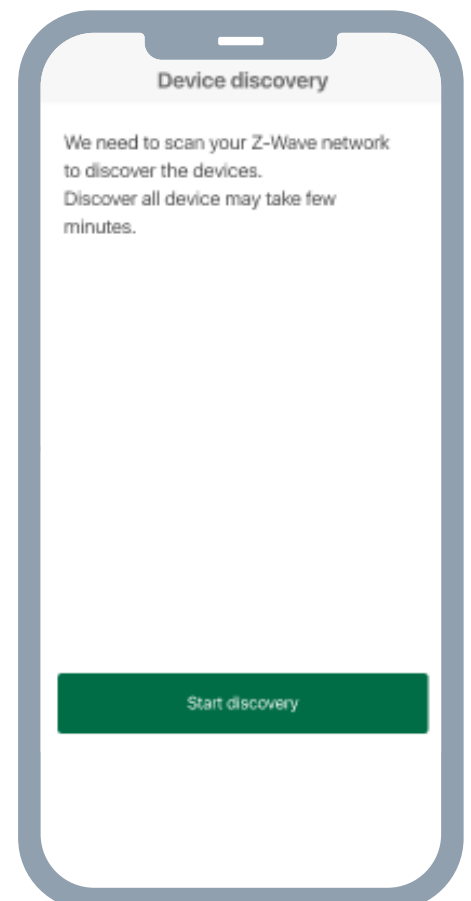 Device discovery
We need to scan your Z-Wave network
to discover the devices.
Discover all device may take few
minutes.
Start discovery